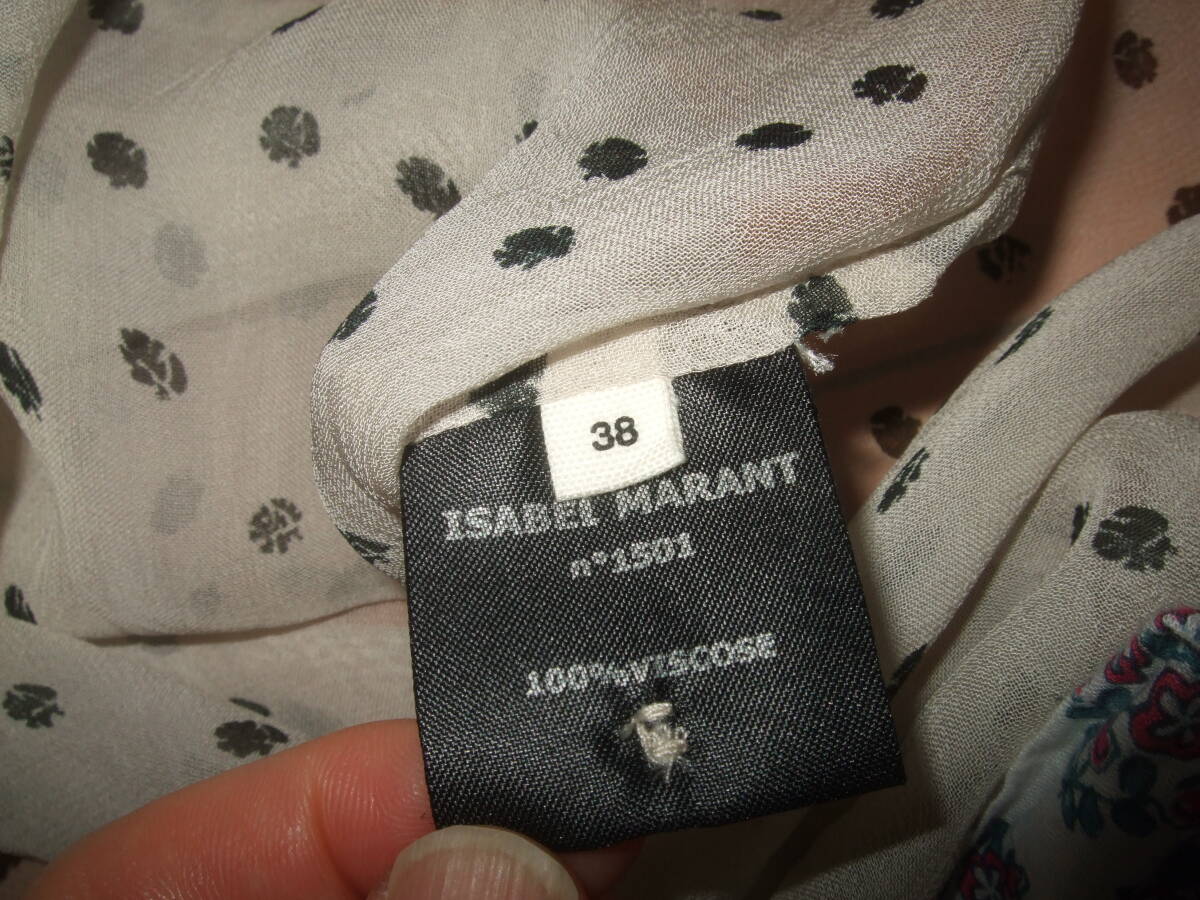 38
ISABEL MARANT
n°1501
100%VISCOSE